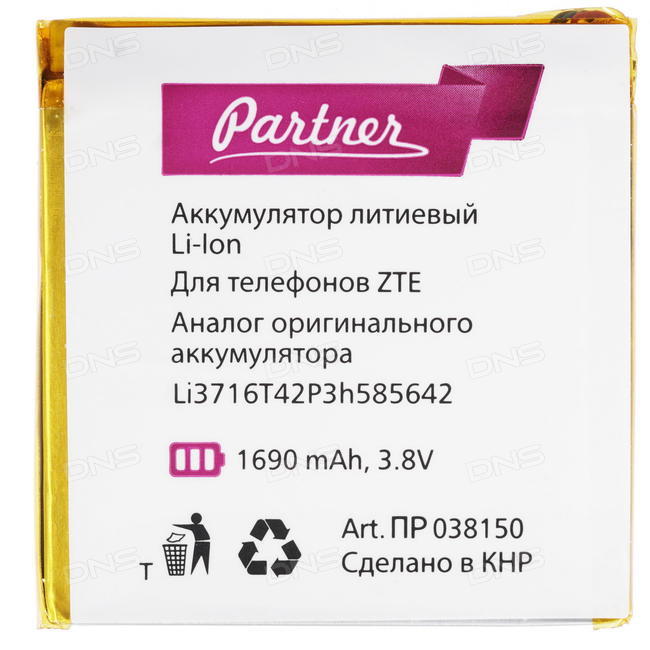 Partner
Аккумулятор литиевый
Li-Ion
Для телефонов ZTE
Аналог оригинального
аккумулятора
Li3716T42P3h585642
1690 mAh, 3.8V
Art. ПР 038150
T Сделано в КНР
DNS